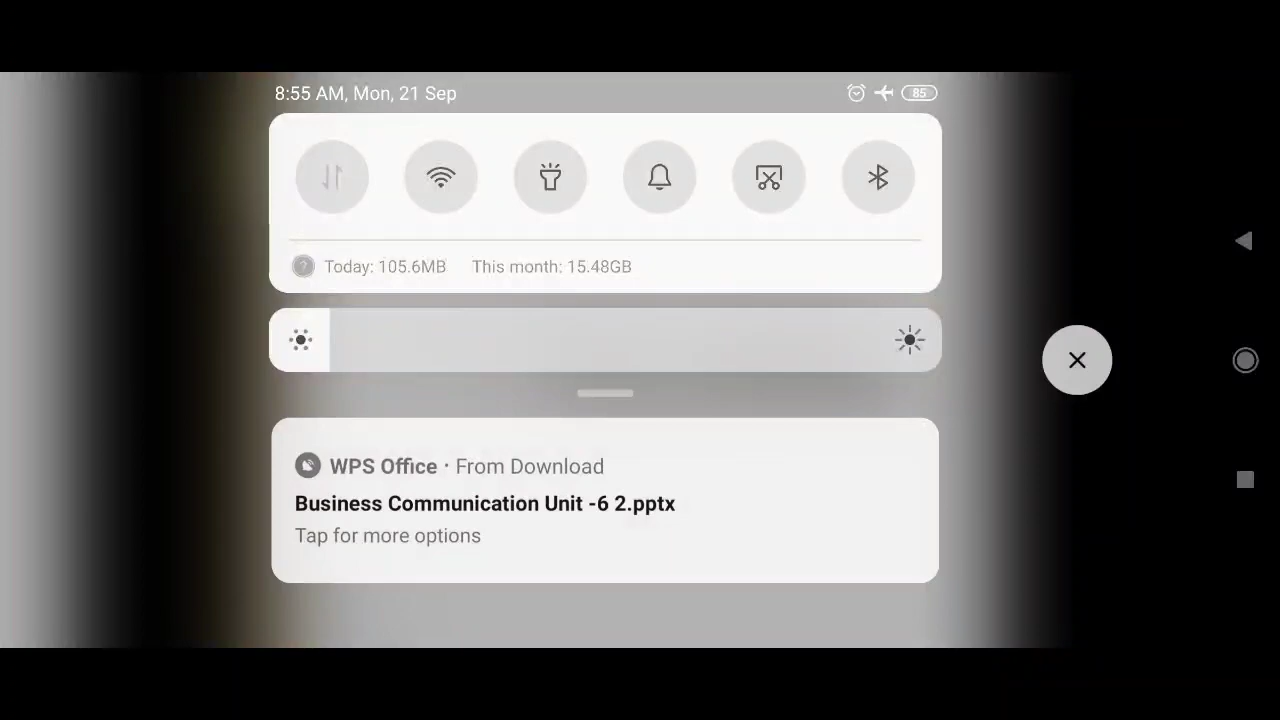 8:55 AM, Mon, 21 Sep
85
Today: 105.6MB This month: 15.48GB
WPS Office · From Download
Business Communication Unit -6 2.pptx
Tap for more options